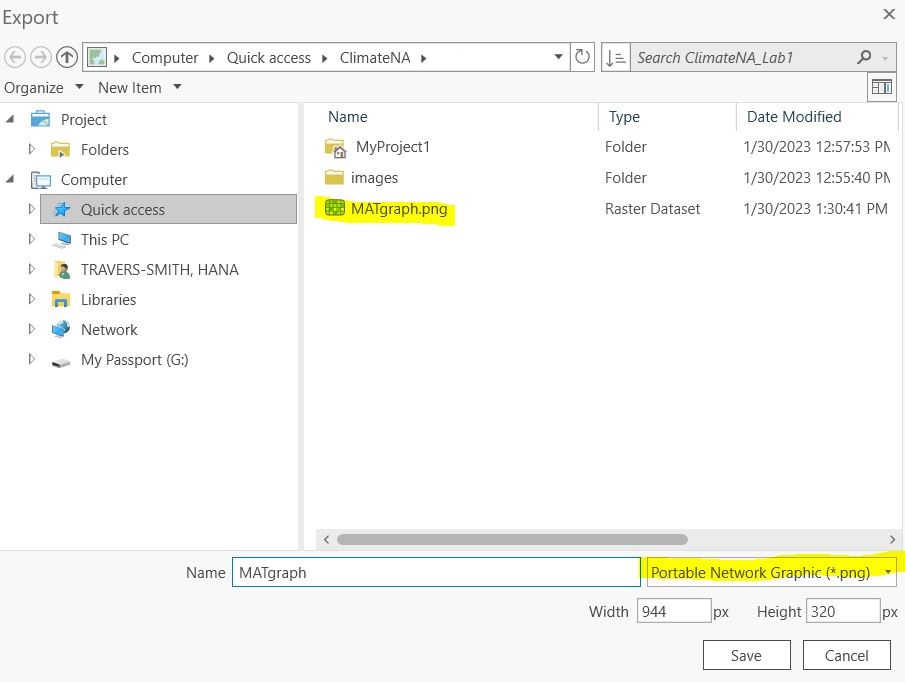 Export
Computer Quick access ClimateNA Search ClimateNA_Lab1
Organize New Item
Project
Folders
Computer
Quick access
This PC
TRAVERS-SMITH, HANA
Libraries
Network
My Passport (G:)
Name Type Date Modified
MyProject1 Folder 1/30/2023 12:57:53 PM
images Folder 1/30/2023 12:55:40 PM
MATgraph.png Raster Dataset 1/30/2023 1:30:41 PM
Name MATgraph Portable Network Graphic (*.png)
Width 944 px Height 320 px
Save Cancel